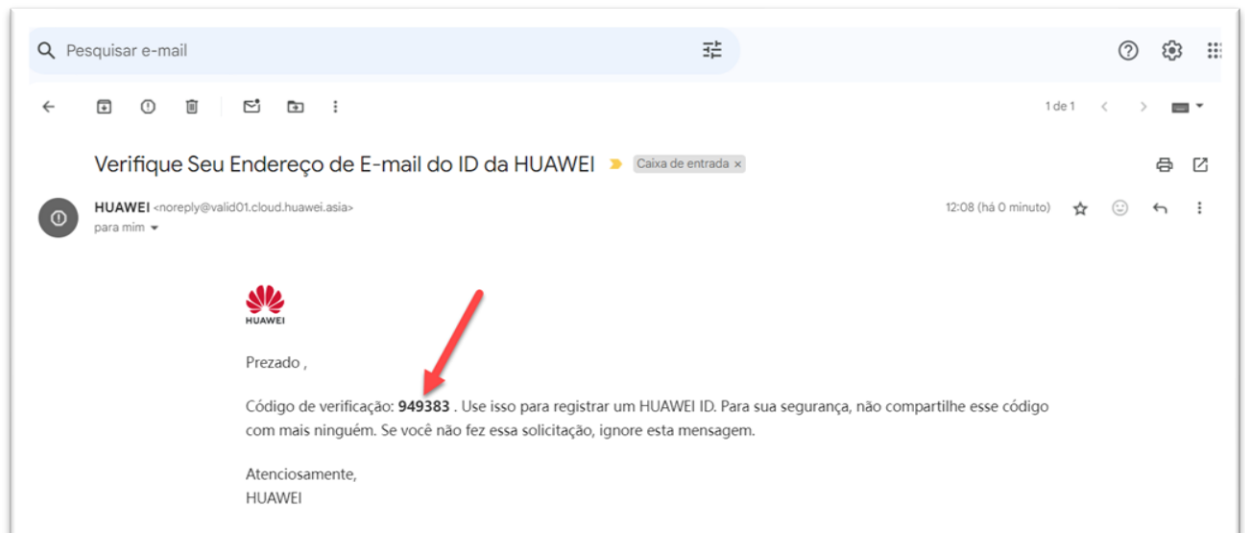 Pesquisar e-mail
1 de 1
Verifique Seu Endereço de E-mail do ID da HUAWEI Caixa de entrada ×
HUAWEI <noreply@valid01.cloud.huawei.asia> 12:08 (há 0 minuto)
para mim
HUAWEI
Prezado ,
Código de verificação: 949383 . Use isso para registrar um HUAWEI ID. Para sua segurança, não compartilhe esse código
com mais ninguém. Se você não fez essa solicitação, ignore esta mensagem.
Atenciosamente,
HUAWEI